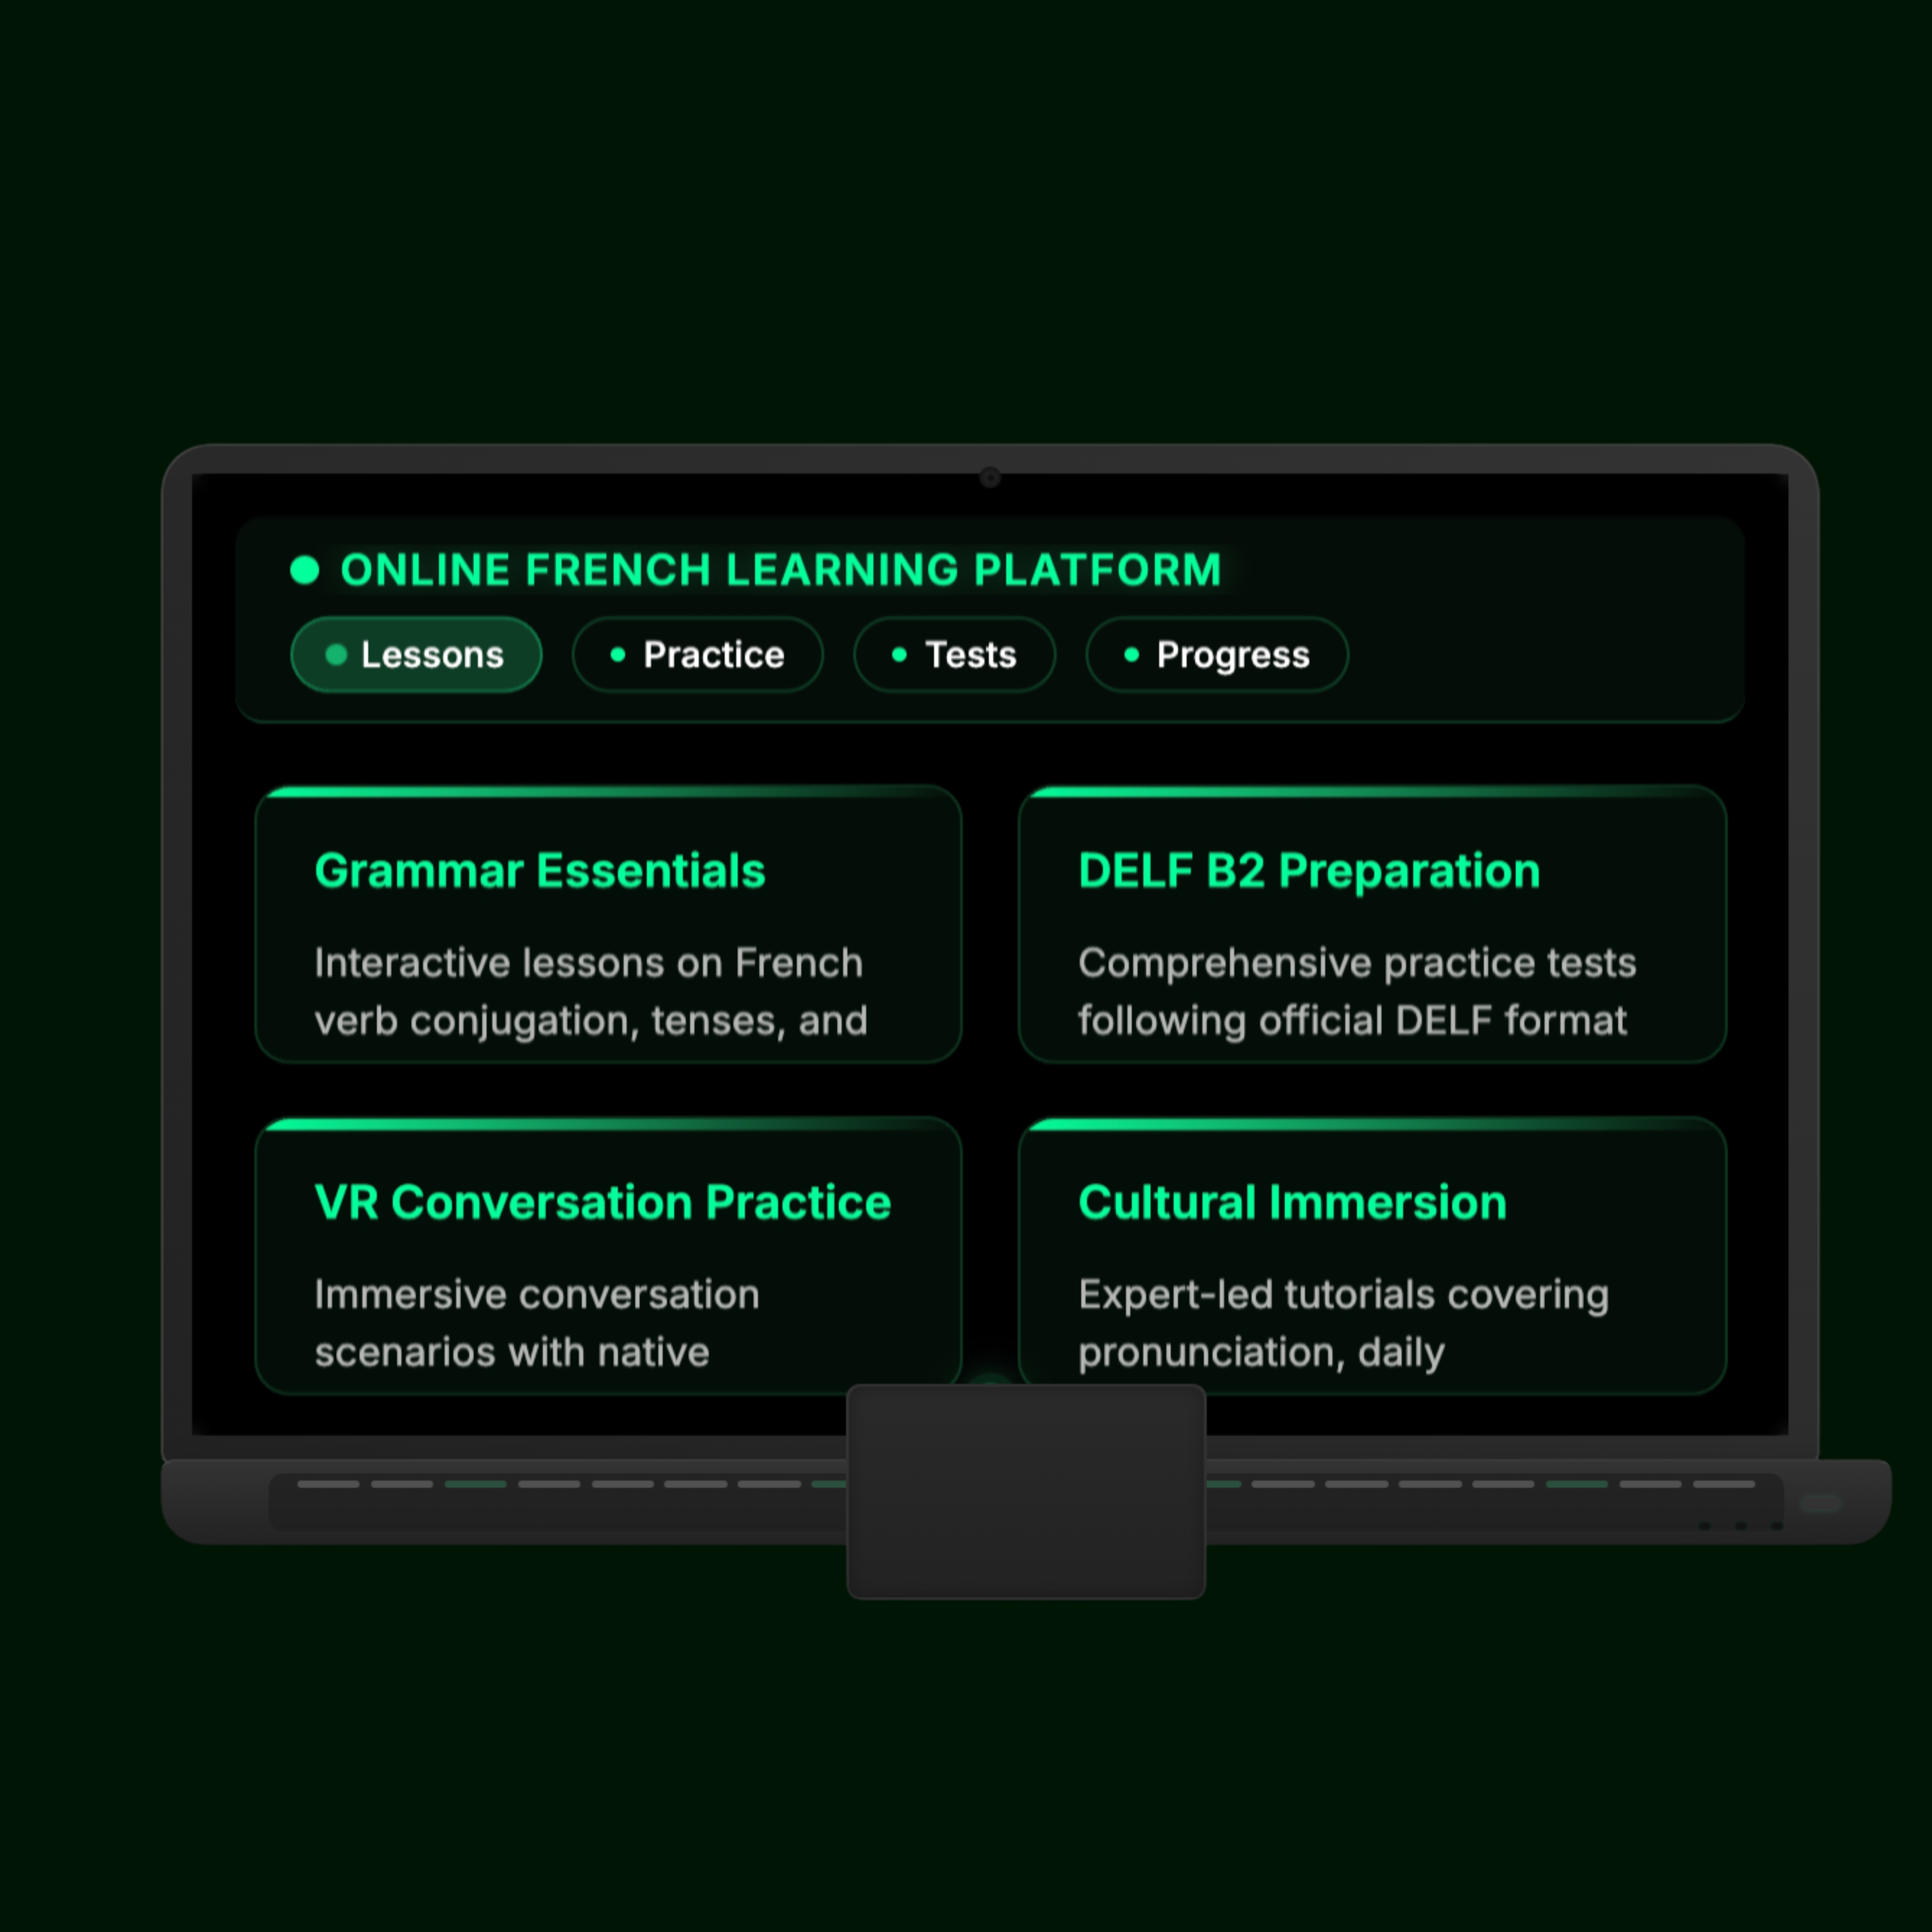 ONLINE FRENCH LEARNING PLATFORM
Lessons
Practice
Tests
Progress
Grammar Essentials
Interactive lessons on French
verb conjugation, tenses, and
DELF B2 Preparation
Comprehensive practice tests
following official DELF format
VR Conversation Practice
Immersive conversation
scenarios with native
Cultural Immersion
Expert-led tutorials covering
pronunciation, daily